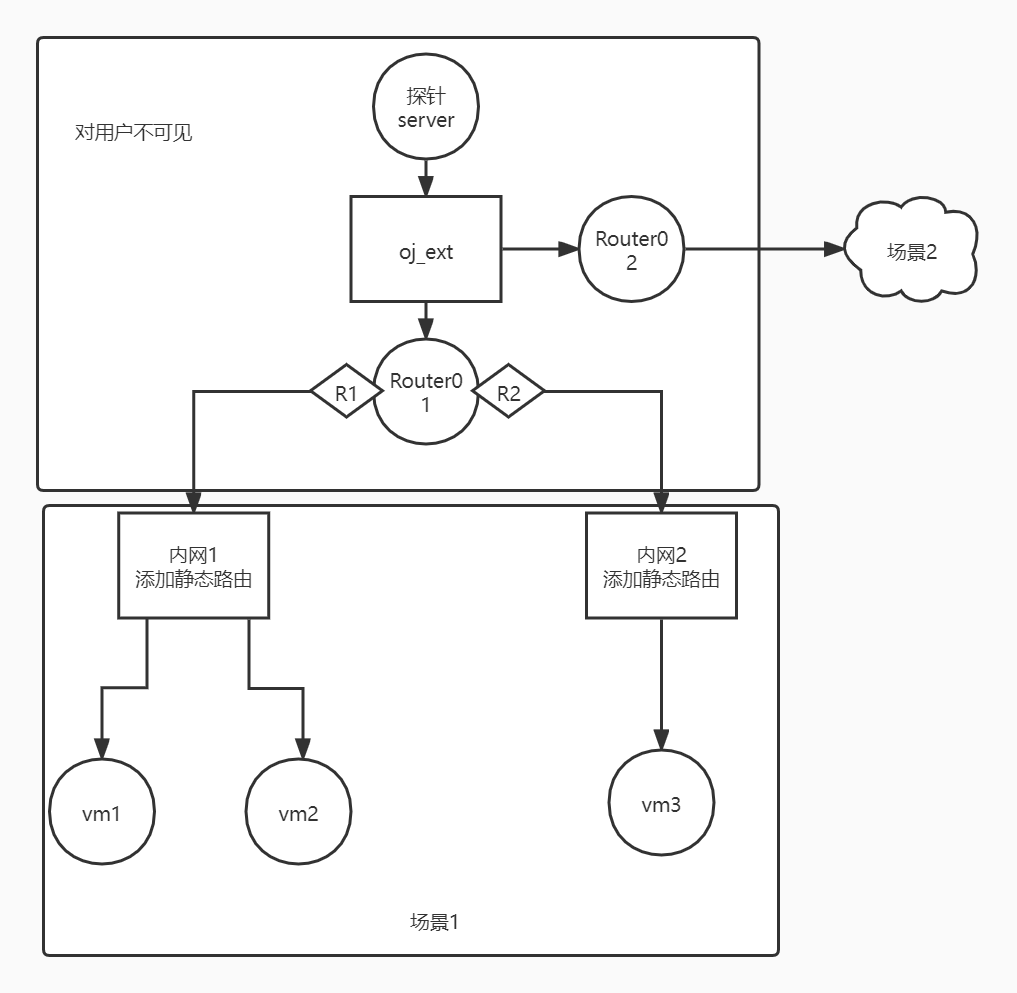 探针
server
对用户不可见
oj_ext
Router0
2
场景2
R1
Router0
1
R2
内网1
添加静态路由
内网2
添加静态路由
vm1
vm2
vm3
场景1